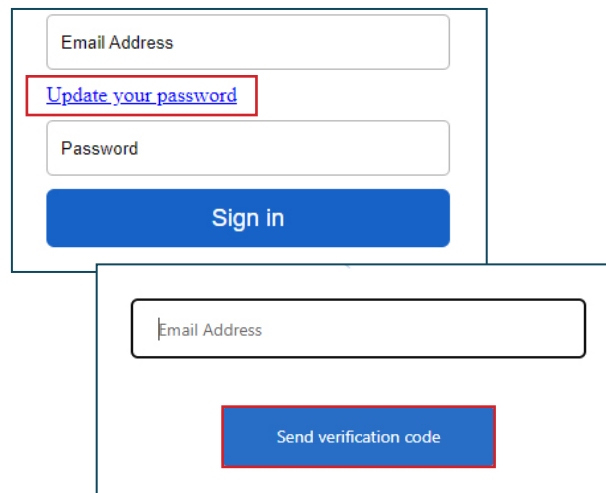 Email Address
Update your password
Password
Sign in
Email Address
Send verification code